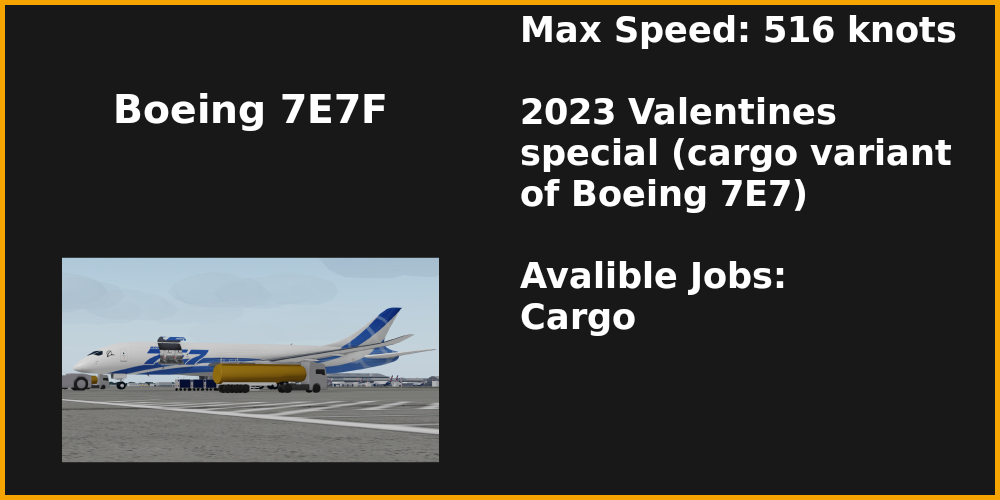 Boeing 7E7F
Max Speed: 516 knots
2023 Valentines
special (cargo variant
of Boeing 7E7)
Avalible Jobs:
Cargo